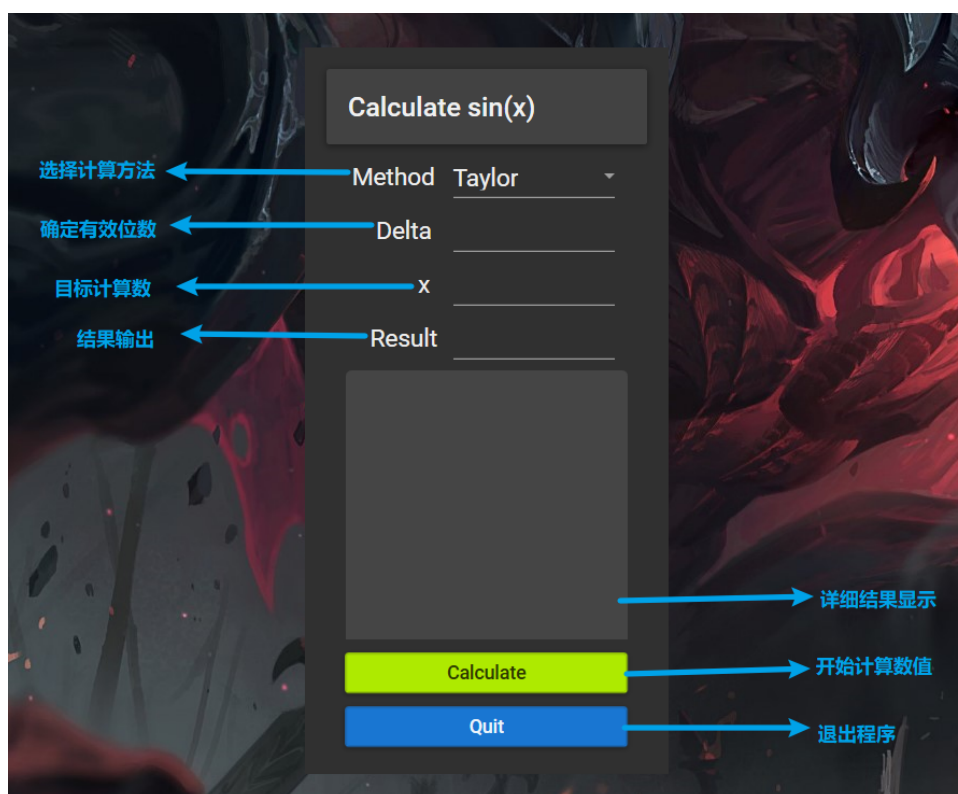 Calculate sin(x)
选择计算方法
Method Taylor
确定有效位数
Delta
目标计算数
x
结果输出
Result
详细结果显示
Calculate
开始计算数值
Quit
退出程序